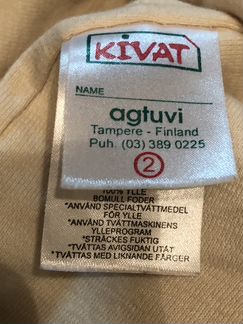 KIVAT
NAME
agtuvi
Tampere - Finland
Puh. (03) 389 0225
2
100% YLLE
BOMULL FODER
*ANVÄND SPECIALTVÄTTMEDEL
FÖR YLLE
*ANVÄND TVÄTTMASKINENS
YLLEPROGRAM
*STRÄCKES FUKTIG
*TVÄTTAS AVIGSIDAN UTÅT
*TVÄTTAS MED LIKNANDE FÄRGER